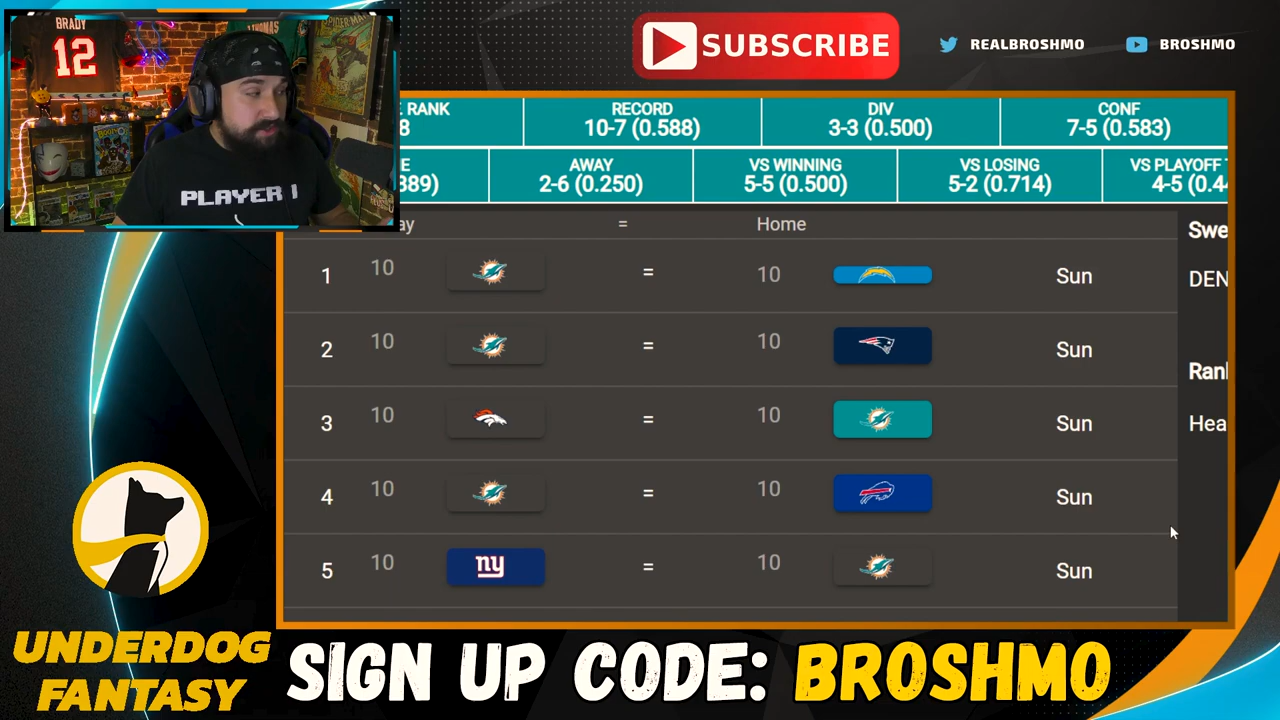 BRADY
12
PLAYER 1
SUBSCRIBE
REALBROSHMO
BROSHMO
E RANK
8
RECORD
10-7 (0.588)
DIV
3-3 (0.500)
CONF
7-5 (0.583)
E
889)
AWAY
2-6 (0.250)
VS WINNING
5-5 (0.500)
VS LOSING
5-2 (0.714)
VS PLAYOFF
4-5 (0.44
ay
=
Home
Swe
1 10 = 10 Sun
DEN
2 10 = 10 Sun
Ran
3 10 = 10 Sun
Hea
4 10 = 10 Sun
5 10 ny = 10 Sun
UNDERDOG
FANTASY
SIGN UP CODE: BROSHMO